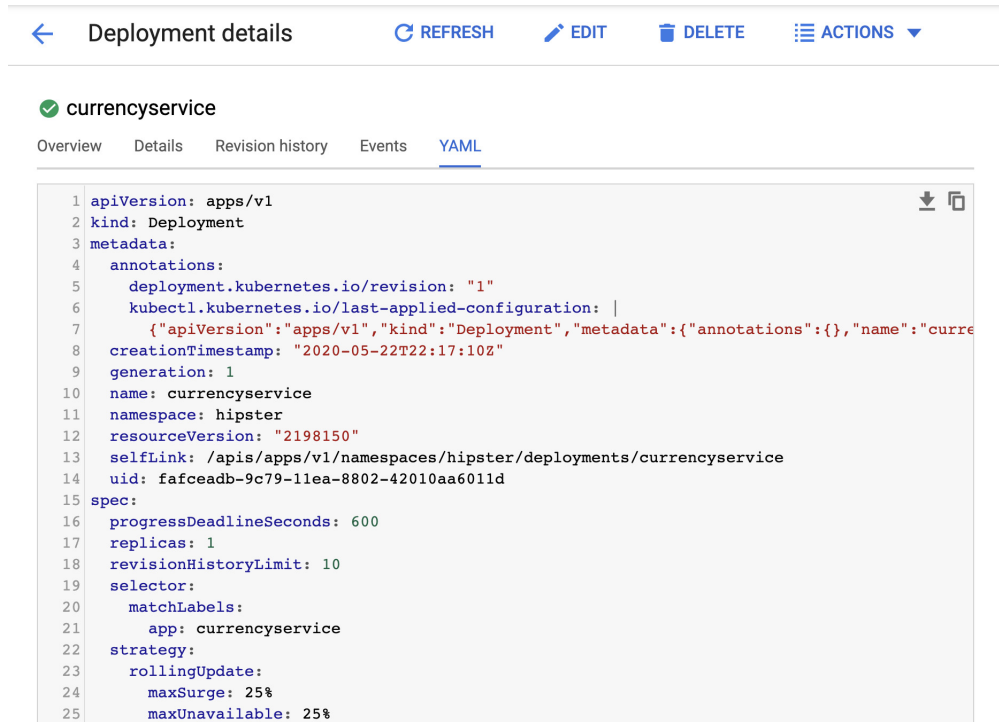 Deployment details REFRESH EDIT DELETE ACTIONS
currencyservice
Overview Details Revision history Events YAML
1 apiVersion: apps/v1
2 kind: Deployment
3 metadata:
4   annotations:
5     deployment.kubernetes.io/revision: "1"
6     kubectl.kubernetes.io/last-applied-configuration: |
7       {"apiVersion":"apps/v1","kind":"Deployment","metadata":{"annotations":{},"name":"curre
8   creationTimestamp: "2020-05-22T22:17:10Z"
9   generation: 1
10   name: currencyservice
11   namespace: hipster
12   resourceVersion: "2198150"
13   selfLink: /apis/apps/v1/namespaces/hipster/deployments/currencyservice
14   uid: fafceadb-9c79-11ea-8802-42010aa6011d
15 spec:
16   progressDeadlineSeconds: 600
17   replicas: 1
18   revisionHistoryLimit: 10
19   selector:
20     matchLabels:
21       app: currencyservice
22   strategy:
23     rollingUpdate:
24       maxSurge: 25%
25       maxUnavailable: 25%